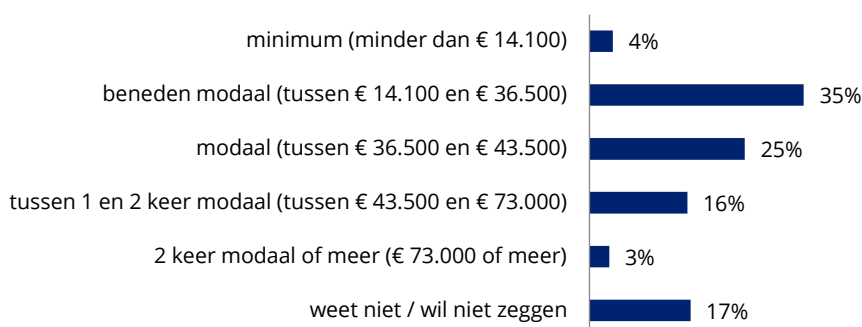 minimum (minder dan € 14.100) 4%
beneden modaal (tussen € 14.100 en € 36.500) 35%
modaal (tussen € 36.500 en € 43.500) 25%
tussen 1 en 2 keer modaal (tussen € 43.500 en € 73.000) 16%
2 keer modaal of meer (€ 73.000 of meer) 3%
weet niet / wil niet zeggen 17%